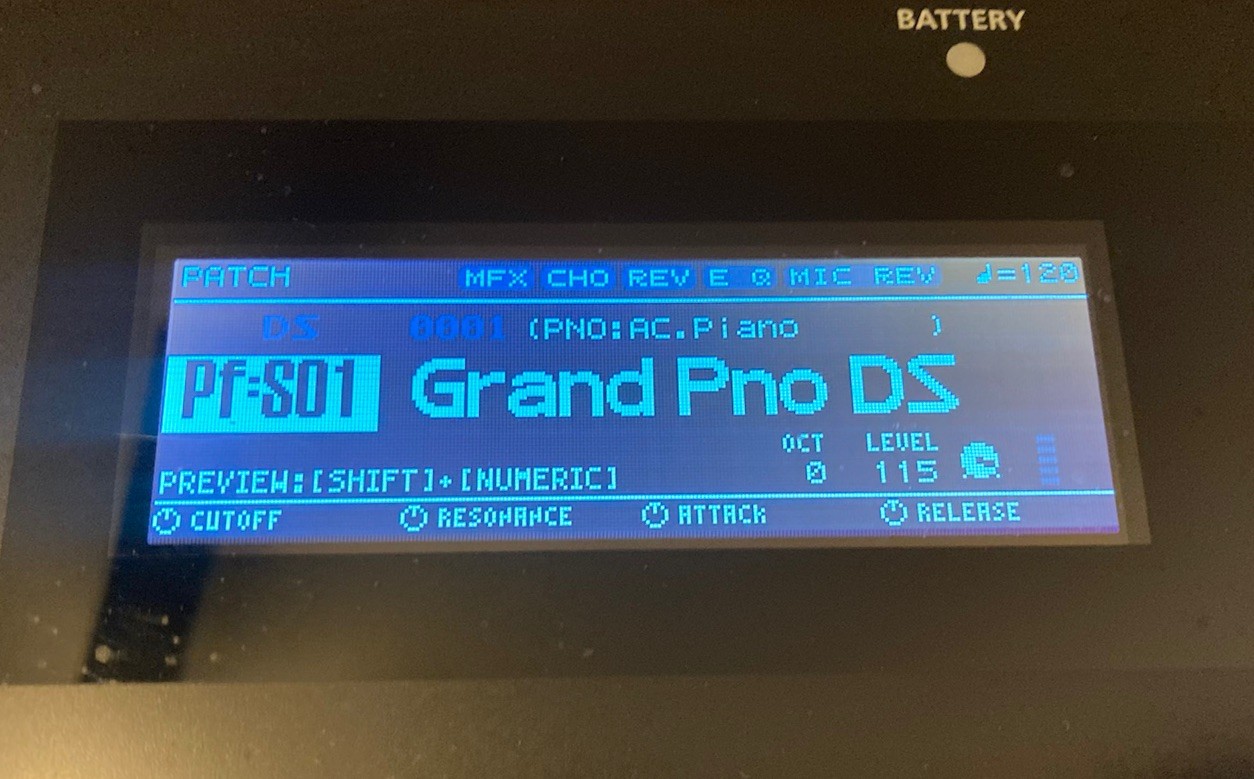 BATTERY
PATCH MFX CHO REV E Q MIC REV ♩=120
DS 0001 (PNO:AC.Piano )
Pf:S01 Grand Pno DS
OCT LEVEL
0 115
PREVIEW:[SHIFT]+[NUMERIC]
CUTOFF RESONANCE ATTACK RELEASE